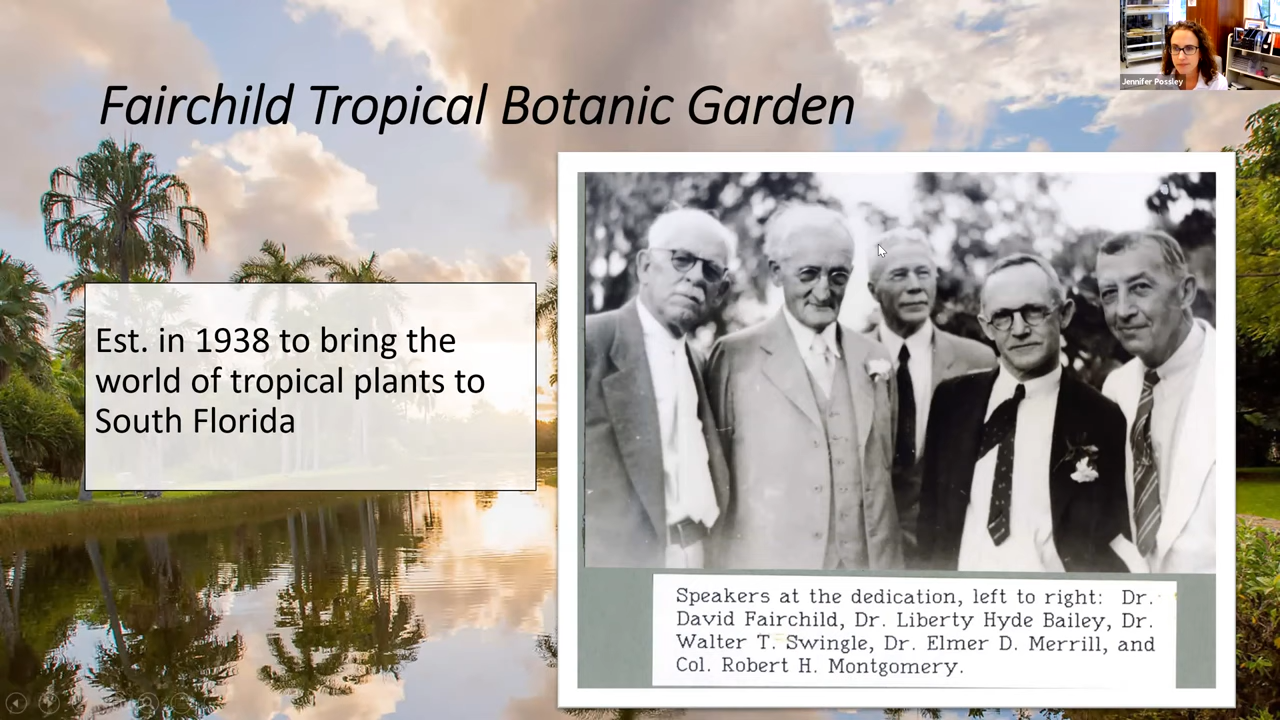 Jennifer Possley
Fairchild Tropical Botanic Garden
Est. in 1938 to bring the
world of tropical plants to
South Florida
Speakers at the dedication, left to right: Dr.
David Fairchild, Dr. Liberty Hyde Bailey, Dr.
Walter T. Swingle, Dr. Elmer D. Merrill, and
Col. Robert H. Montgomery.